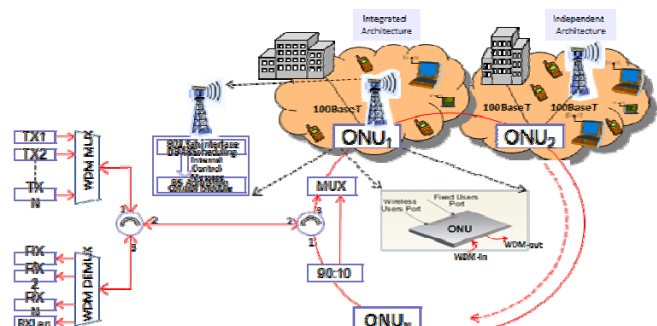 Integrated
Architecture
Independent
Architecture
100BaseT
100BaseT
100BaseT
ONU1
ONU2
TX1
TX2
TX
N
WDM MUX
Internal
Control
MUX
Wireless
Users Port
Fixed Users
Port
ONU
WDM-out
WDM-In
1
2
3
2
3
1
90:10
RX
RX
2
RX
N
WDM DEMUX
ONU